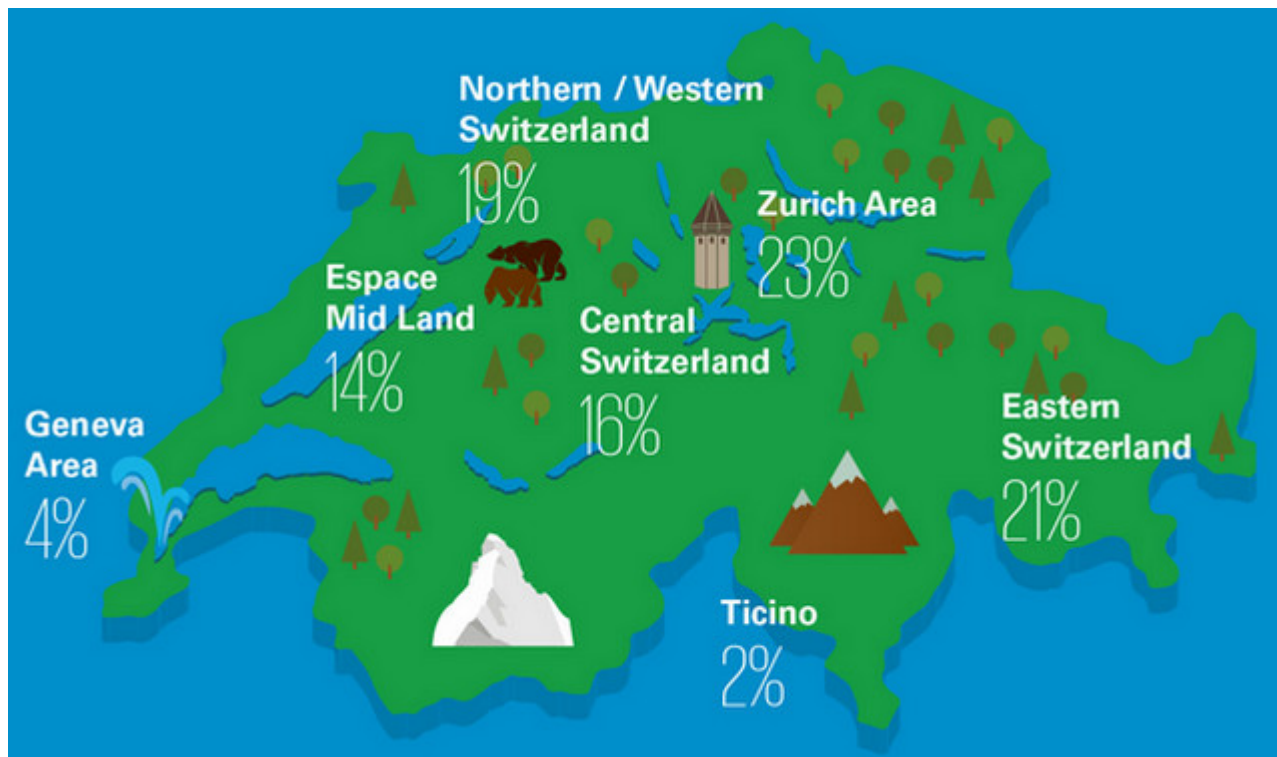 Northern / Western
Switzerland
19%
Zurich Area
23%
Espace
Mid Land
14%
Central
Switzerland
16%
Geneva
Area
4%
Eastern
Switzerland
21%
Ticino
2%